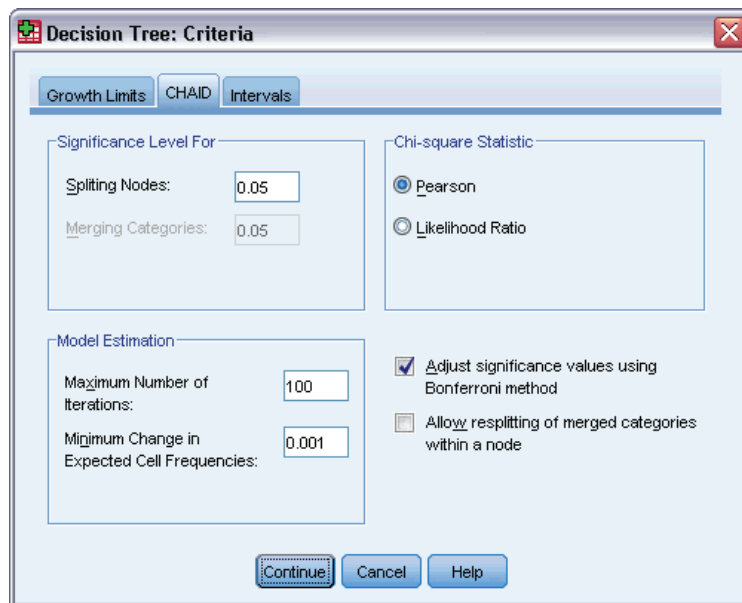 Decision Tree: Criteria
Growth Limits
CHAID
Intervals
Significance Level For
Spliting Nodes:
0.05
Merging Categories:
0.05
Chi-square Statistic
Pearson
Likelihood Ratio
Model Estimation
Maximum Number of
Iterations:
100
Minimum Change in
Expected Cell Frequencies:
0.001
Adjust significance values using
Bonferroni method
Allow resplitting of merged categories
within a node
Continue
Cancel
Help